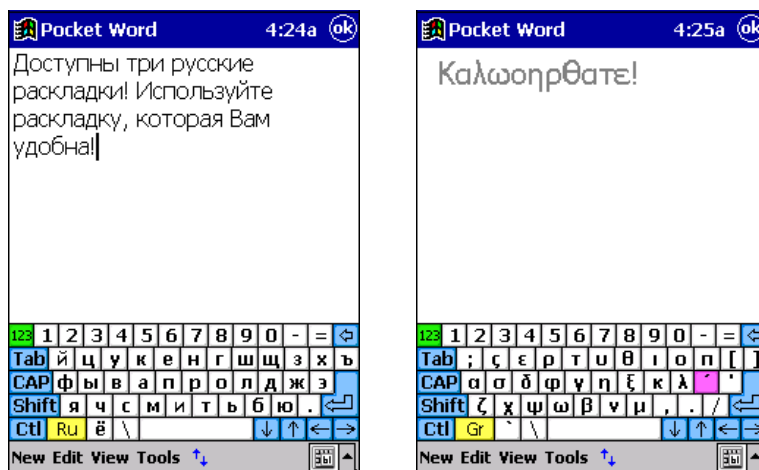 Pocket Word 4:24a ok
Доступны три русские
раскладки! Используйте
раскладку, которая Вам
удобна!
123 1 2 3 4 5 6 7 8 9 0 - =
Tab й ц у к е н г ш щ з х ъ
CAP ф ы в а п р о л д ж э
Shift я ч с м и т ь б ю .
Ctl Ru ё \
New Edit View Tools
Pocket Word 4:25a ok
Καλωοηρθατε!
123 1 2 3 4 5 6 7 8 9 0 - =
Tab ; ς ε ρ τ υ θ ι ο π [ ]
CAP α σ δ φ γ η ξ κ λ ΄ '
Shift ζ χ ψ ω β ν μ , . /
Ctl Gr ` \
New Edit View Tools